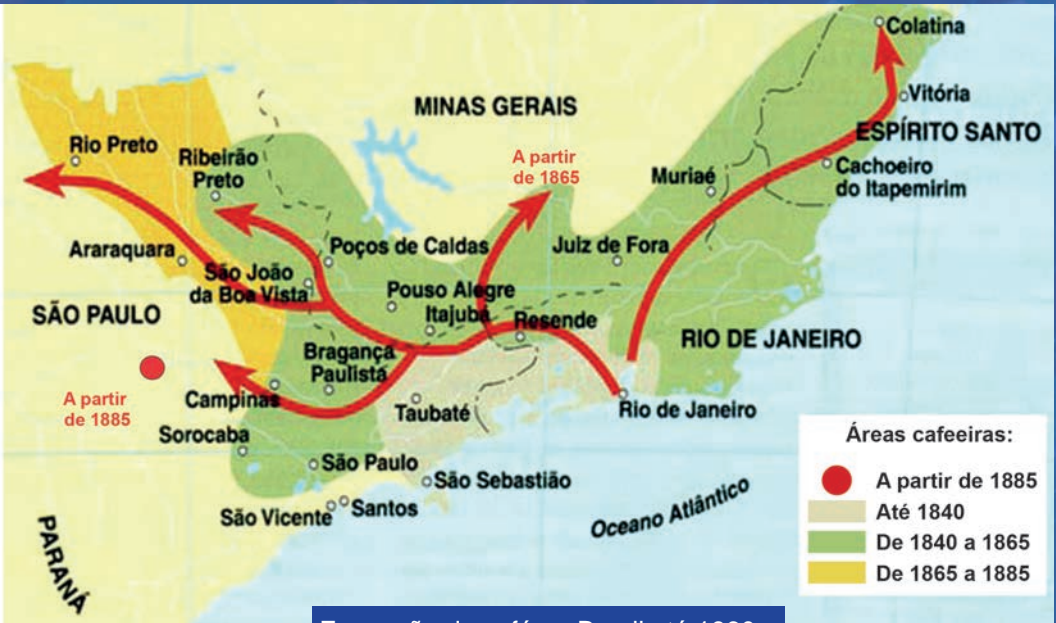 Colatina
Vitória
MINAS GERAIS
ESPÍRITO SANTO
Rio Preto
Ribeirão
Preto
A partir
de 1865
Muriaé
Cachoeiro
do Itapemirim
Araraquara
Poços de Caldas
Juiz de Fora
São João
da Boa Vista
Pouso Alegre
Itajubá
Resende
SÃO PAULO
RIO DE JANEIRO
Bragança
Paulista
A partir
de 1885
Campinas
Taubaté
Rio de Janeiro
Sorocaba
São Paulo
São Sebastião
São Vicente
Santos
Oceano Atlântico
PARANÁ
Áreas cafeeiras:
A partir de 1885
Até 1840
De 1840 a 1865
De 1865 a 1885